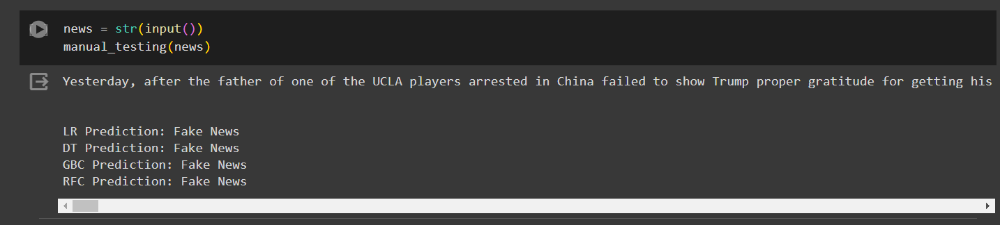 news = str(input())
manual_testing(news)
Yesterday, after the father of one of the UCLA players arrested in China failed to show Trump proper gratitude for getting his
LR Prediction: Fake News
DT Prediction: Fake News
GBC Prediction: Fake News
RFC Prediction: Fake News